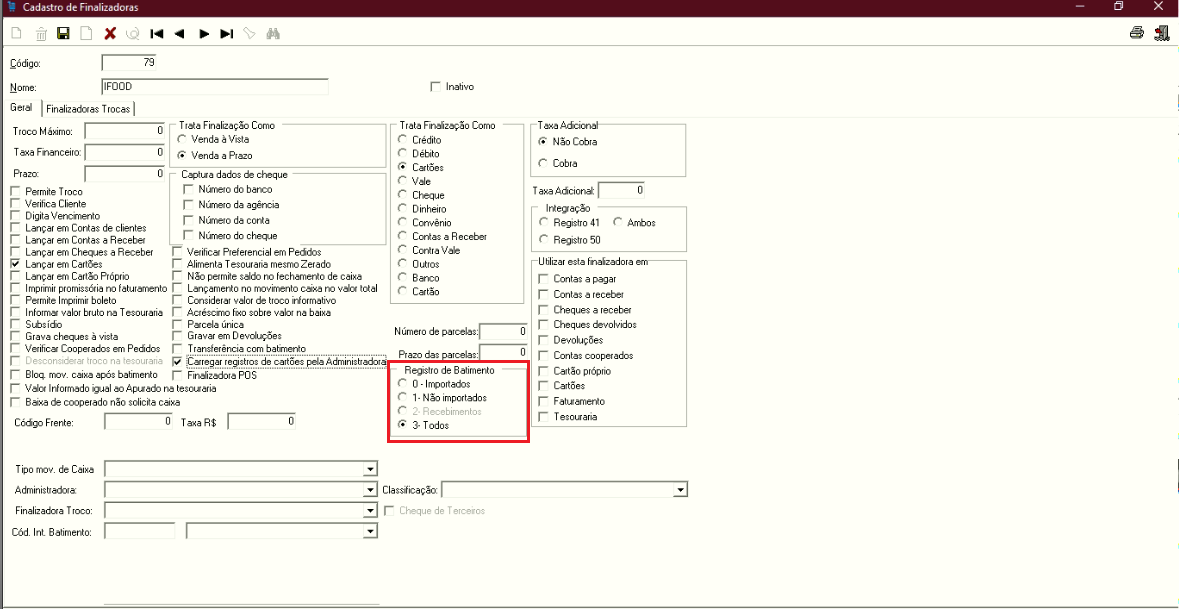 Cadastro de Finalizadoras
Código: 79
Nome: IFOOD
Inativo
Geral Finalizadoras Trocas
Troco Máximo: 0
Taxa Financeiro: 0
Prazo: 0
Permite Troco
Verifica Cliente
Digita Vencimento
Lançar em Contas de clientes
Lançar em Contas a Receber
Lançar em Cheques a Receber
Lançar em Cartões
Lançar em Cartão Próprio
Imprimir promissória no faturamento
Permite Imprimir boleto
Informar valor bruto na Tesouraria
Subsídio
Grava cheques à vista
Verificar Cooperados em Pedidos
Desconsiderar troco na tesouraria
Bloq. mov. caixa após batimento
Valor Informado igual ao Apurado na tesouraria
Baixa de cooperado não solicita caixa
Código Frente: 0 Taxa R$ 0
Trata Finalização Como
Venda à Vista
Venda a Prazo
Captura dados de cheque
Número do banco
Número da agência
Número da conta
Número do cheque
Verificar Preferencial em Pedidos
Alimenta Tesouraria mesmo Zerado
Não permite saldo no fechamento de caixa
Lançamento no movimento caixa no valor total
Considerar valor de troco informativo
Acréscimo fixo sobre valor na baixa
Parcela única
Gravar em Devoluções
Transferência com batimento
Carregar registros de cartões pela Administradora
Finalizadora POS
Trata Finalização Como
Crédito
Débito
Cartões
Vale
Cheque
Dinheiro
Convênio
Contas a Receber
Contra Vale
Outros
Banco
Cartão
Número de parcelas: 0
Prazo das parcelas: 0
Registro de Batimento
0 - Importados
1- Não importados
2- Recebimentos
3- Todos
Taxa Adicional
Não Cobra
Cobra
Taxa Adicional: 0
Integração
Registro 41 Ambos
Registro 50
Utilizar esta finalizadora em
Contas a pagar
Contas a receber
Cheques a receber
Cheques devolvidos
Devoluções
Contas cooperados
Cartão próprio
Cartões
Faturamento
Tesouraria
Tipo mov. de Caixa
Administradora: Classificação:
Finalizadora Troco: Cheque de Terceiros
Cód. Int. Batimento: